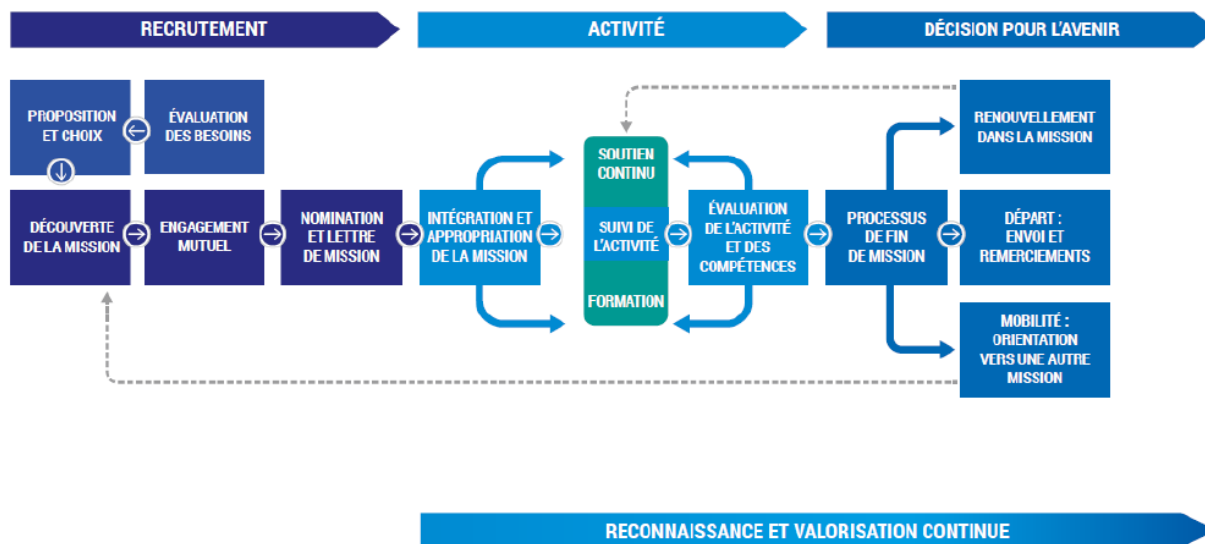 RECRUTEMENT
ACTIVITÉ
DÉCISION POUR L'AVENIR
PROPOSITION
ET CHOIX
ÉVALUATION
DES BESOINS
DÉCOUVERTE
DE LA MISSION
ENGAGEMENT
MUTUEL
NOMINATION
ET LETTRE
DE MISSION
INTÉGRATION ET
APPROPRIATION
DE LA MISSION
SOUTIEN
CONTINU
SUIVI DE
L'ACTIVITÉ
FORMATION
ÉVALUATION
DE L'ACTIVITÉ
ET DES
COMPÉTENCES
PROCESSUS
DE FIN
DE MISSION
RENOUVELLEMENT
DANS LA MISSION
DÉPART :
ENVOI ET
REMERCIEMENTS
MOBILITÉ :
ORIENTATION
VERS UNE AUTRE
MISSION
RECONNAISSANCE ET VALORISATION CONTINUE